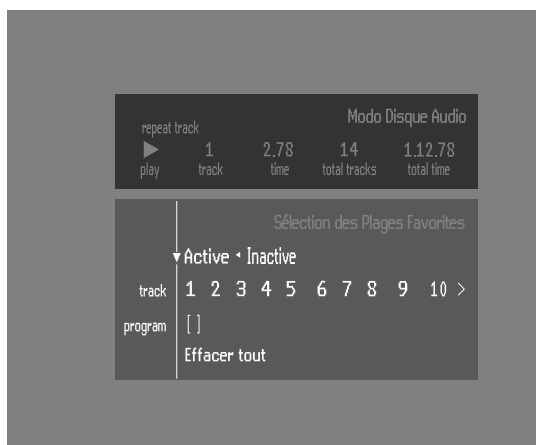 Modo Disque Audio
repeat track
1 2.78 14 1.12.78
play track time total tracks total time
Sélection des Plages Favorites
Active Inactive
track 1 2 3 4 5 6 7 8 9 10 >
program [ ]
Effacer tout